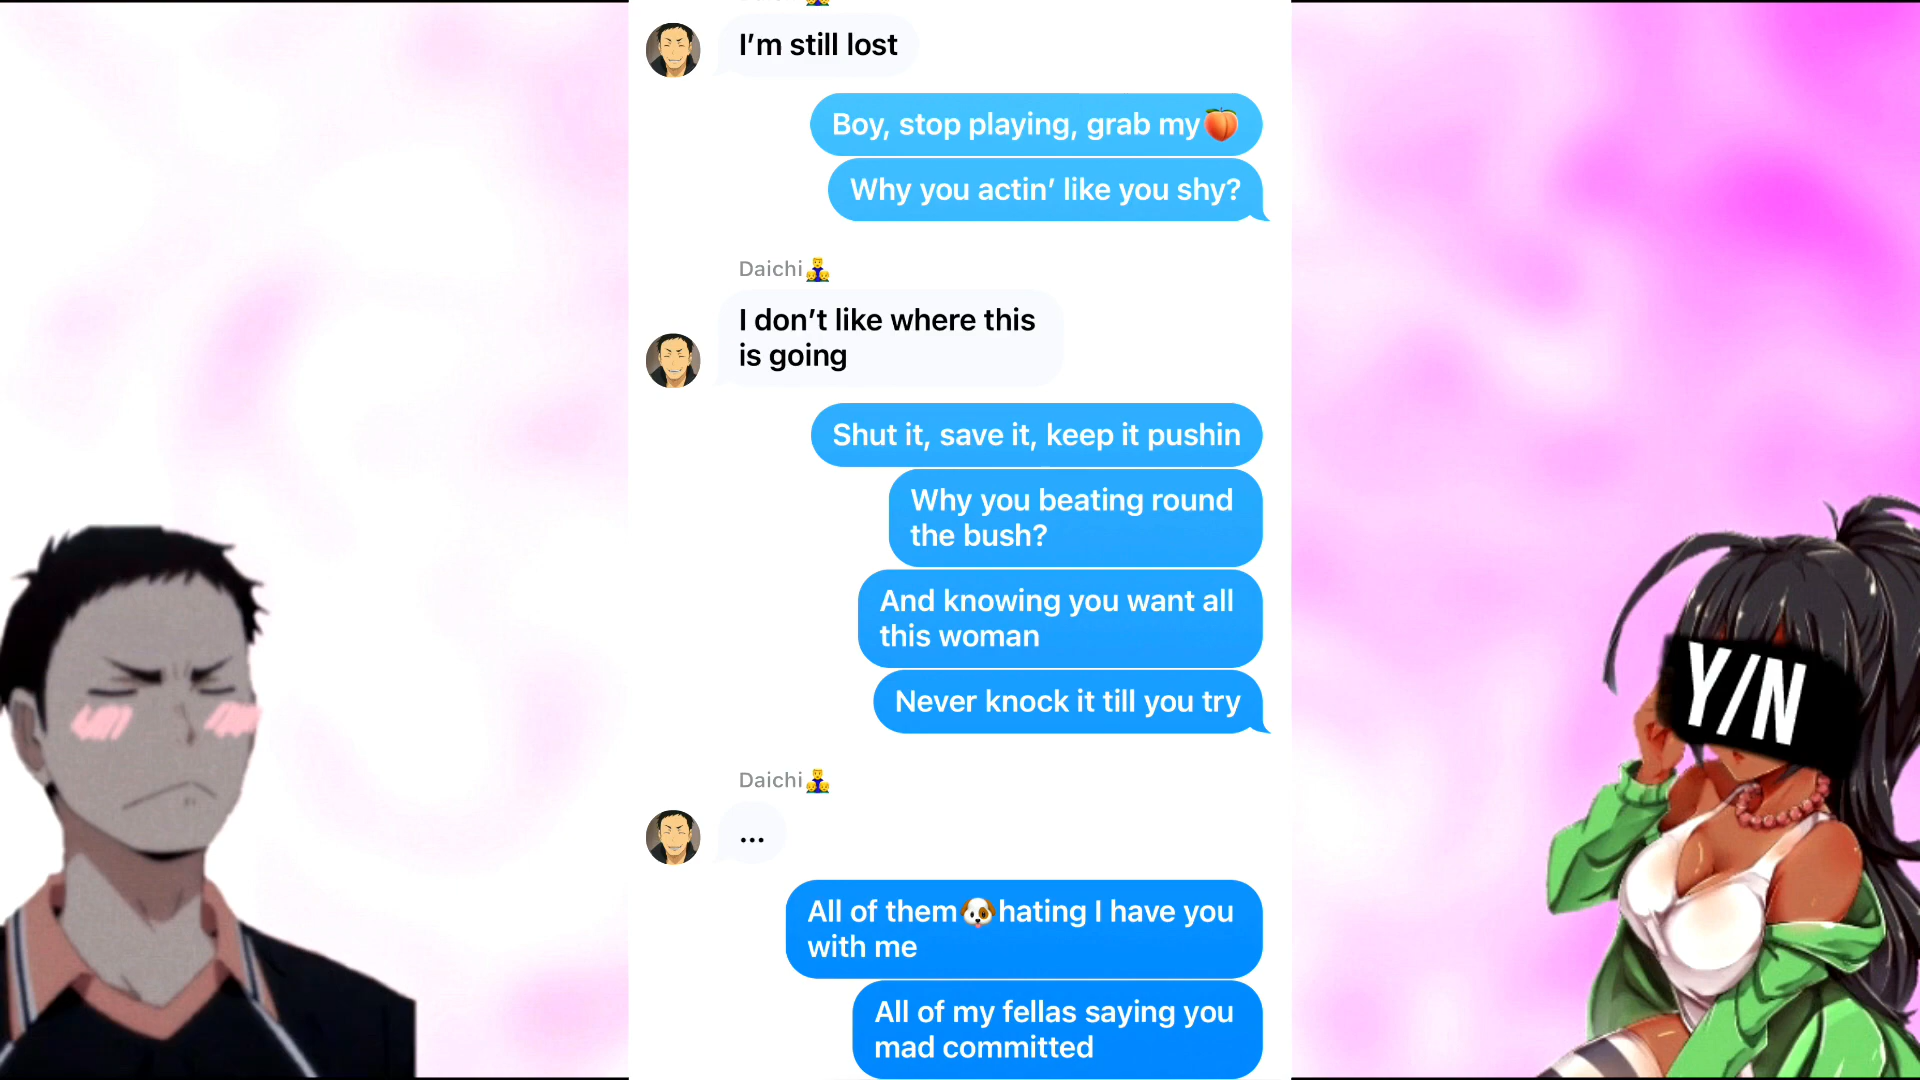 I'm still lost
Boy, stop playing, grab my🍑
Why you actin' like you shy?
Daichi👨‍👧‍👦
I don't like where this
is going
Shut it, save it, keep it pushin
Why you beating round
the bush?
And knowing you want all
this woman
Never knock it till you try
Daichi👨‍👧‍👦
...
All of them🐶hating I have you
with me
All of my fellas saying you
mad committed
Y/N